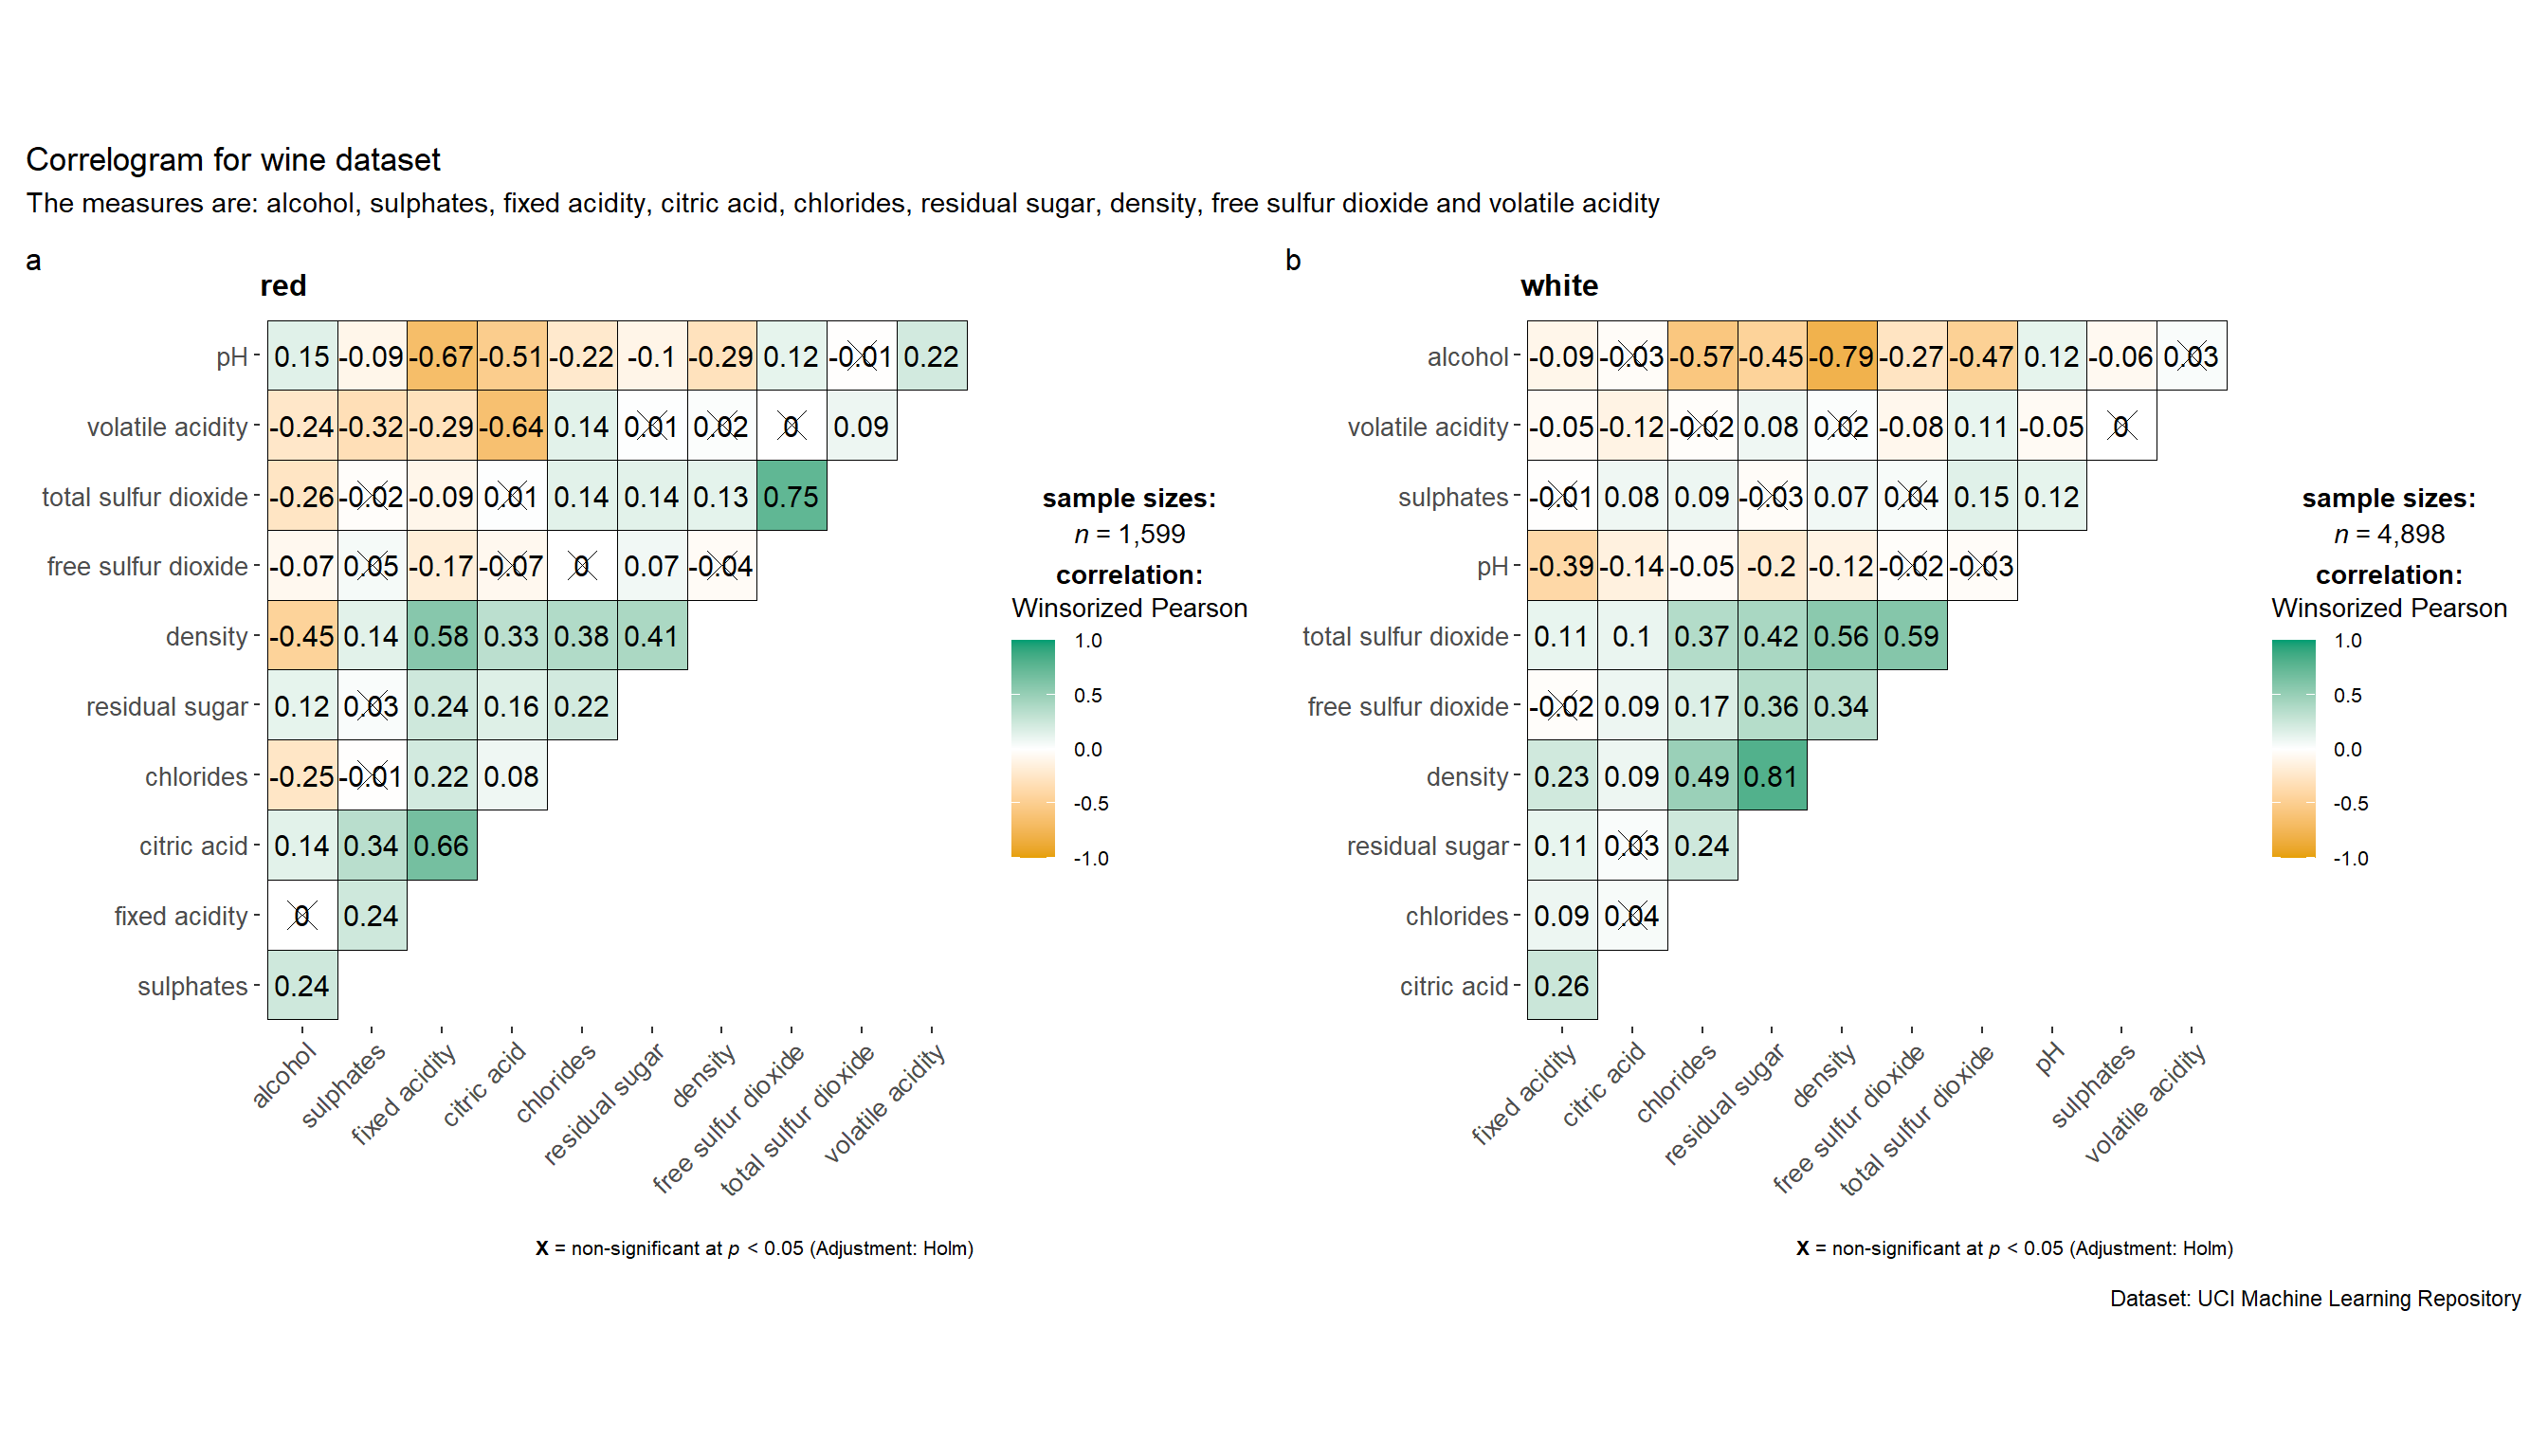 Correlogram for wine dataset
The measures are: alcohol, sulphates, fixed acidity, citric acid, chlorides, residual sugar, density, free sulfur dioxide and volatile acidity
a
red
pH 0.15 -0.09 -0.67 -0.51 -0.22 -0.1 -0.29 0.12 -0.01 0.22
volatile acidity -0.24 -0.32 -0.29 -0.64 0.14 0.01 0.02 0 0.09
total sulfur dioxide -0.26 -0.02 -0.09 0.01 0.14 0.14 0.13 0.75
free sulfur dioxide -0.07 0.05 -0.17 -0.07 0 0.07 -0.04
density -0.45 0.14 0.58 0.33 0.38 0.41
residual sugar 0.12 0.03 0.24 0.16 0.22
chlorides -0.25 -0.01 0.22 0.08
citric acid 0.14 0.34 0.66
fixed acidity 0 0.24
sulphates 0.24
alcohol
sulphates
fixed acidity
citric acid
chlorides
residual sugar
density
free sulfur dioxide
total sulfur dioxide
volatile acidity
sample sizes:
n = 1,599
correlation:
Winsorized Pearson
1.0
0.5
0.0
-0.5
-1.0
X = non-significant at p < 0.05 (Adjustment: Holm)
b
white
alcohol -0.09 -0.03 -0.57 -0.45 -0.79 -0.27 -0.47 0.12 -0.06 0.03
volatile acidity -0.05 -0.12 -0.02 0.08 0.02 -0.08 0.11 -0.05 0
sulphates -0.01 0.08 0.09 -0.03 0.07 0.04 0.15 0.12
pH -0.39 -0.14 -0.05 -0.2 -0.12 -0.02 -0.03
total sulfur dioxide 0.11 0.1 0.37 0.42 0.56 0.59
free sulfur dioxide -0.02 0.09 0.17 0.36 0.34
density 0.23 0.09 0.49 0.81
residual sugar 0.11 0.03 0.24
chlorides 0.09 0.04
citric acid 0.26
fixed acidity
citric acid
chlorides
residual sugar
density
free sulfur dioxide
total sulfur dioxide
pH
sulphates
volatile acidity
sample sizes:
n = 4,898
correlation:
Winsorized Pearson
1.0
0.5
0.0
-0.5
-1.0
X = non-significant at p < 0.05 (Adjustment: Holm)
Dataset: UCI Machine Learning Repository